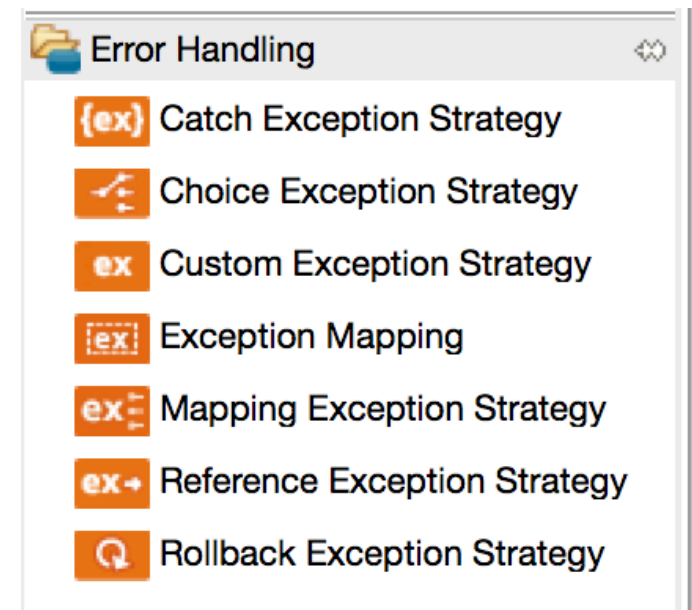 Error Handling
{ex} Catch Exception Strategy
Choice Exception Strategy
ex Custom Exception Strategy
ex Exception Mapping
ex Mapping Exception Strategy
ex Reference Exception Strategy
Rollback Exception Strategy